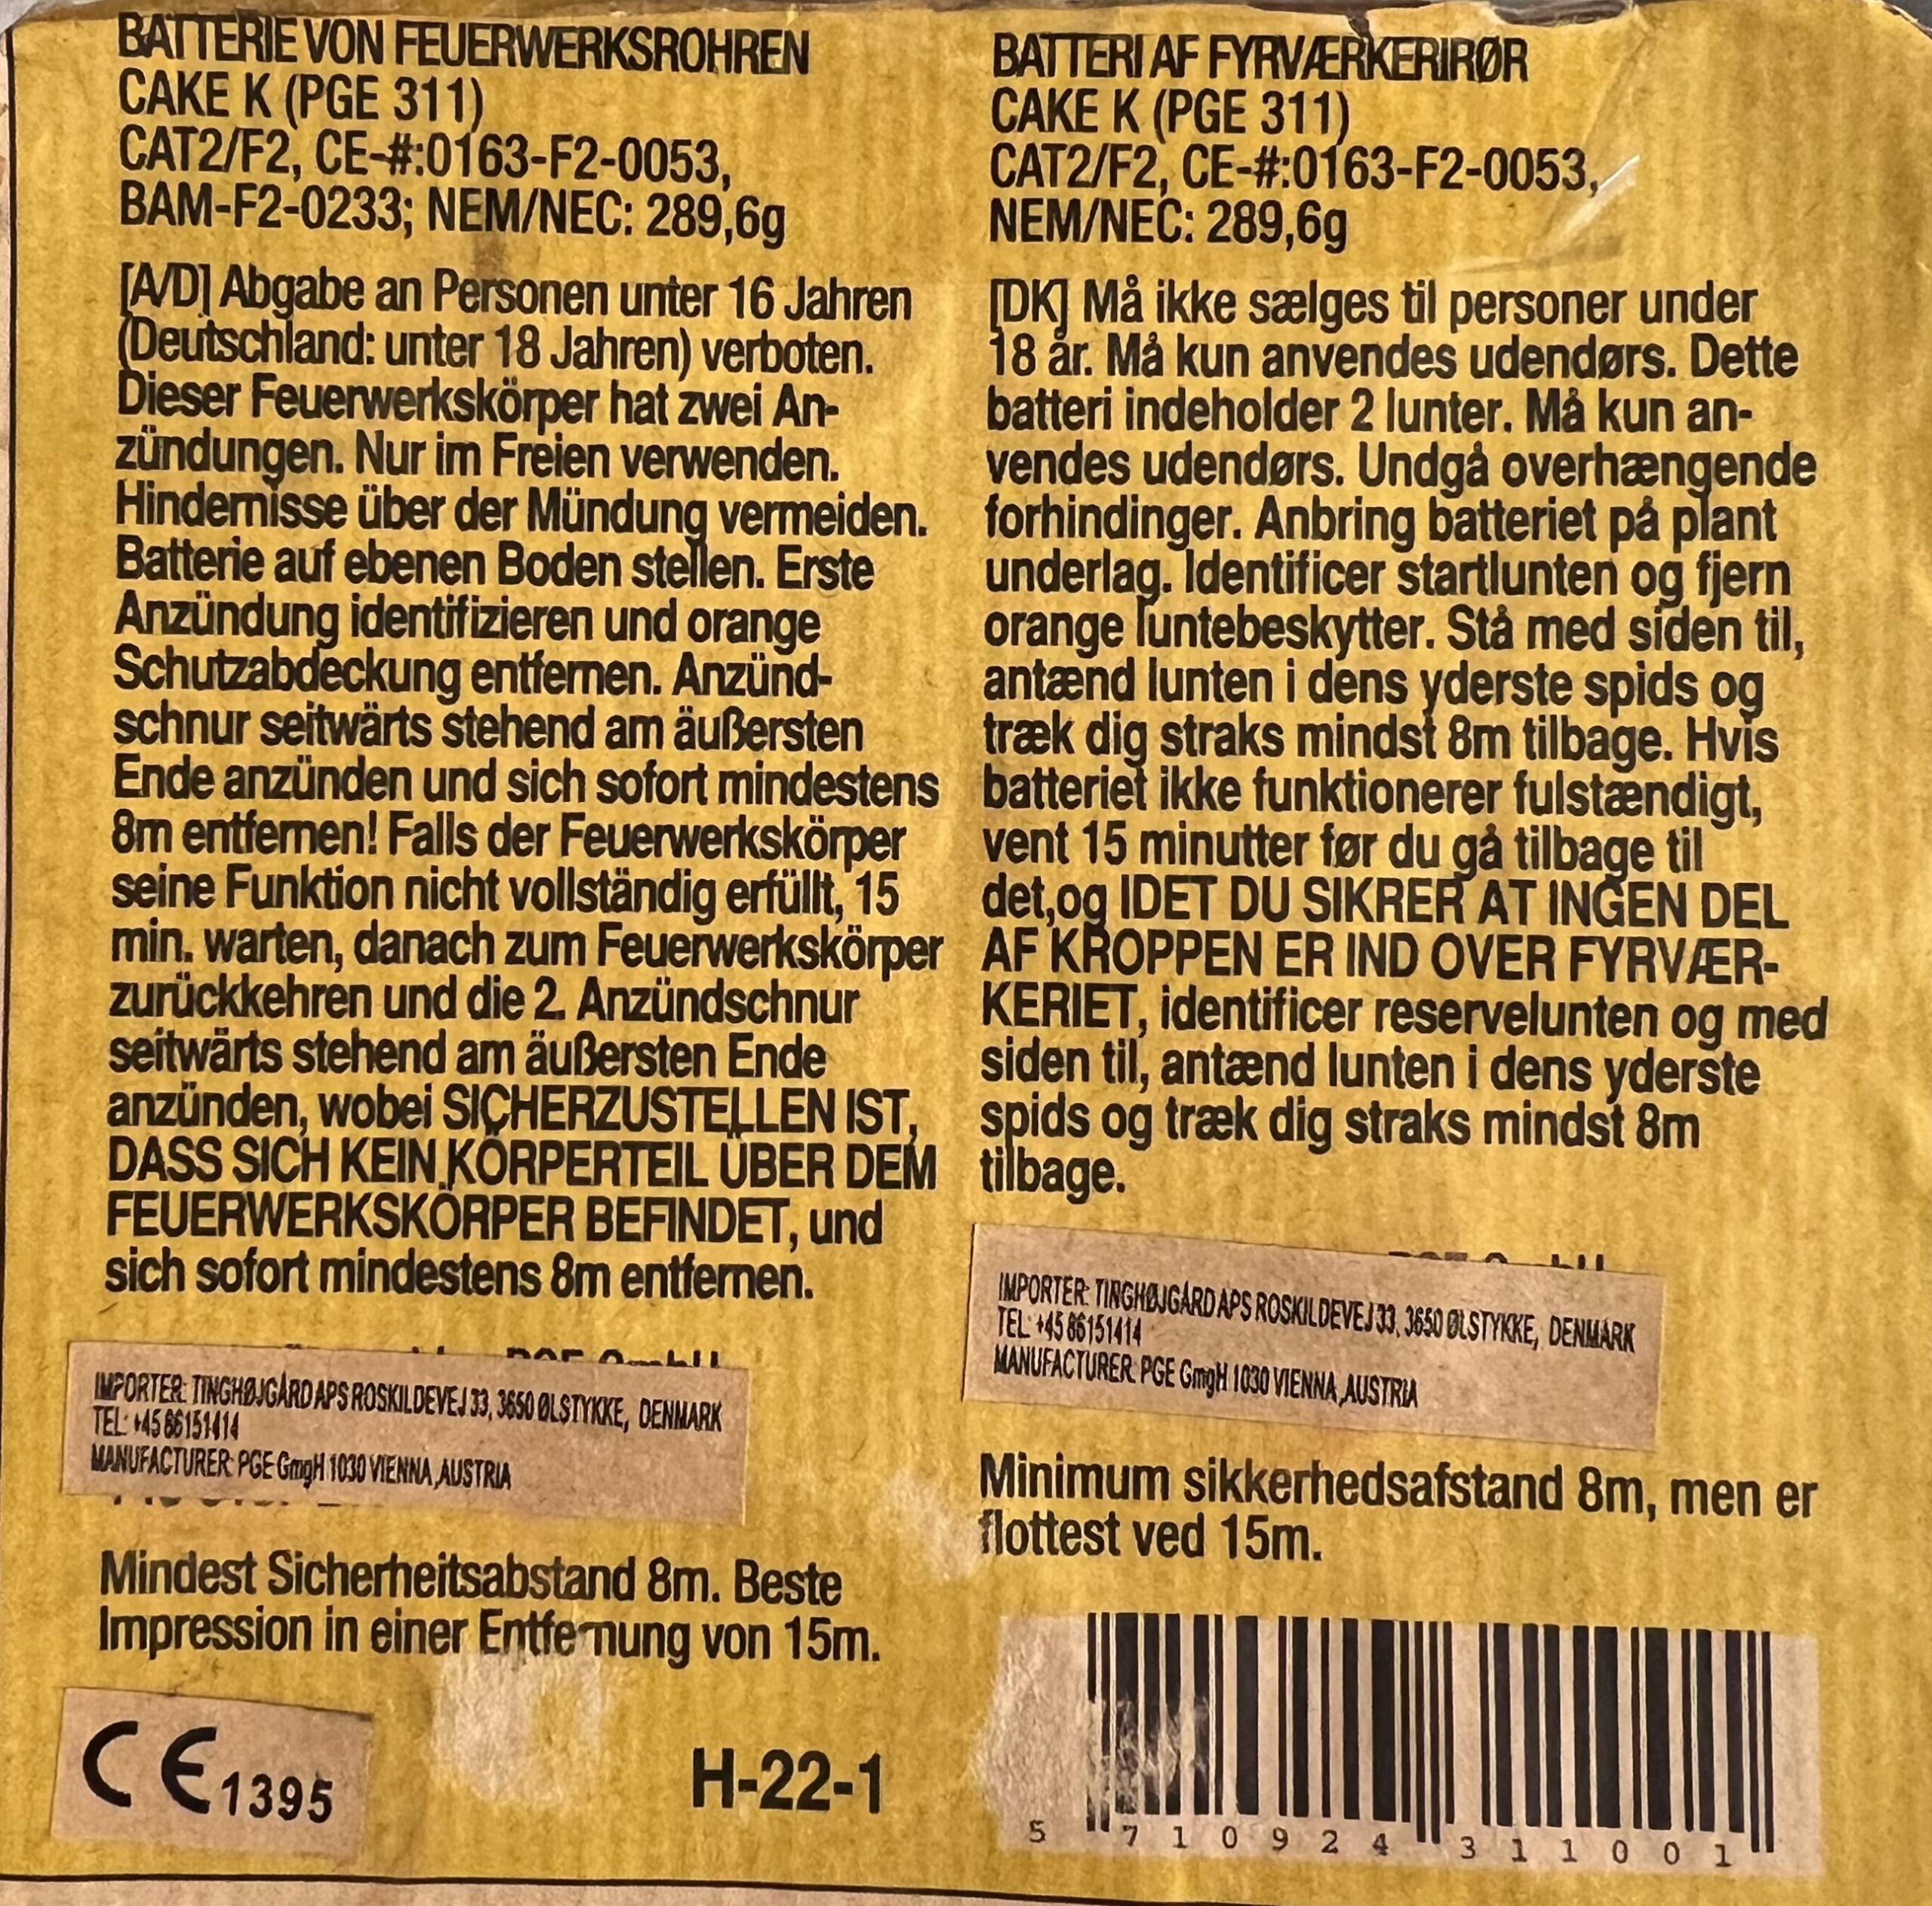 BATTERIE VON FEUERWERKSROHREN
CAKE K (PGE 311)
CAT2/F2, CE-#:0163-F2-0053,
BAM-F2-0233; NEM/NEC: 289,6g
[A/D] Abgabe an Personen unter 16 Jahren
(Deutschland: unter 18 Jahren) verboten.
Dieser Feuerwerkskörper hat zwei An-
zündungen. Nur im Freien verwenden.
Hindernisse über der Mündung vermeiden.
Batterie auf ebenen Boden stellen. Erste
Anzündung identifizieren und orange
Schutzabdeckung entfernen. Anzünd-
schnur seitwärts stehend am äußersten
Ende anzünden und sich sofort mindestens
8m entfernen! Falls der Feuerwerkskörper
seine Funktion nicht vollständig erfüllt, 15
min. warten, danach zum Feuerwerkskörper
zurückkehren und die 2. Anzündschnur
seitwärts stehend am äußersten Ende
anzünden, wobei SICHERZUSTELLEN IST,
DASS SICH KEIN KÖRPERTEIL ÜBER DEM
FEUERWERKSKÖRPER BEFINDET, und
sich sofort mindestens 8m entfernen.
IMPORTER: TINGHØJGÅRD APS ROSKILDEVEJ 33, 3650 ØLSTYKKE, DENMARK
TEL: +45 86151414
MANUFACTURER: PGE GmgH 1030 VIENNA ,AUSTRIA
Mindest Sicherheitsabstand 8m. Beste
Impression in einer Entfernung von 15m.
CE 1395
H-22-1
BATTERI AF FYRVÆRKERIRØR
CAKE K (PGE 311)
CAT2/F2, CE-#:0163-F2-0053,
NEM/NEC: 289,6g
[DK] Må ikke sælges til personer under
18 år. Må kun anvendes udendørs. Dette
batteri indeholder 2 lunter. Må kun an-
vendes udendørs. Undgå overhængende
forhindinger. Anbring batteriet på plant
underlag. Identificer startlunten og fjern
orange luntebeskytter. Stå med siden til,
antænd lunten i dens yderste spids og
træk dig straks mindst 8m tilbage. Hvis
batteriet ikke funktionerer fulstændigt,
vent 15 minutter før du gå tilbage til
det,og IDET DU SIKRER AT INGEN DEL
AF KROPPEN ER IND OVER FYRVÆR-
KERIET, identificer reservelunten og med
siden til, antænd lunten i dens yderste
spids og træk dig straks mindst 8m
tilbage.
IMPORTER: TINGHØJGÅRD APS ROSKILDEVEJ 33, 3650 ØLSTYKKE, DENMARK
TEL: +45 86151414
MANUFACTURER: PGE GmgH 1030 VIENNA ,AUSTRIA
Minimum sikkerhedsafstand 8m, men er
flottest ved 15m.
5 710924 311001